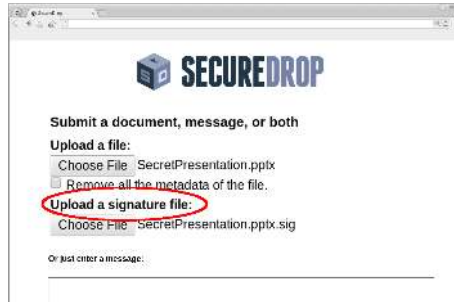 SECUREDROP
Submit a document, message, or both
Upload a file:
Choose File SecretPresentation.pptx
Remove all the metadata of the file.
Upload a signature file:
Choose File SecretPresentation.pptx.sig
Or just enter a message: